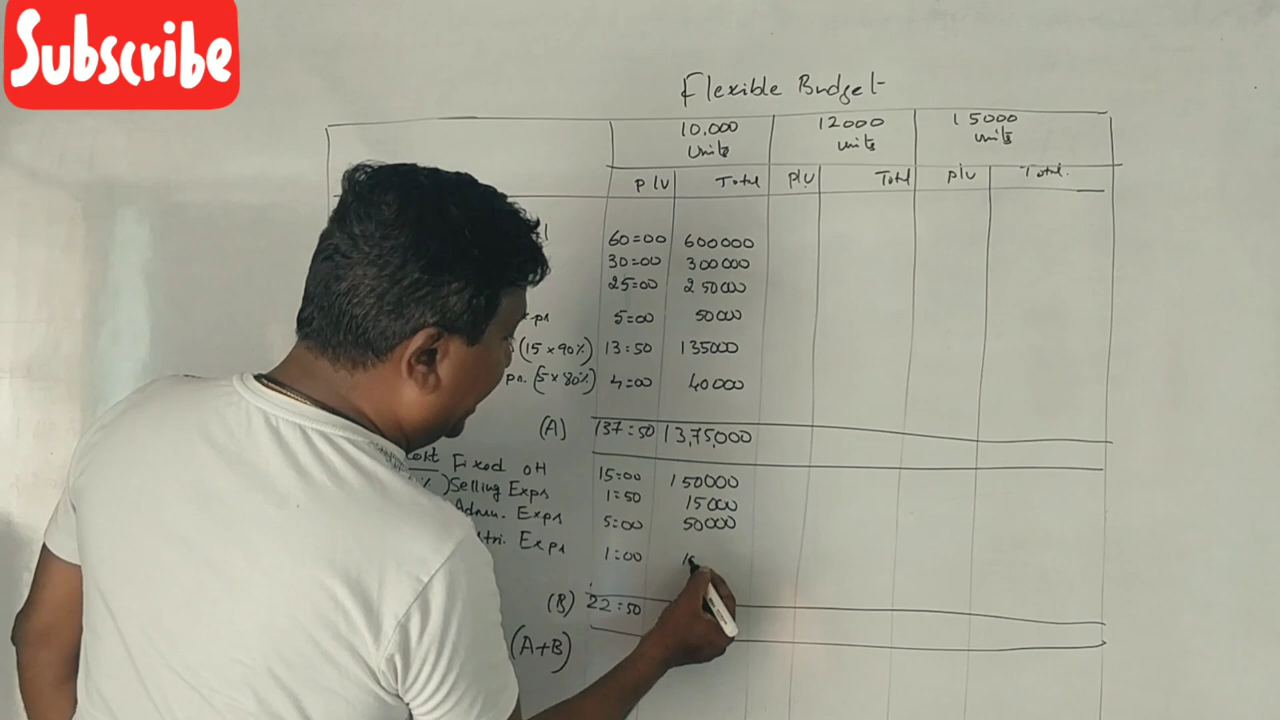 Subscribe
Flexible Budget
10,000 12000 15000
Units Units Units
P/U Total P/U Total P/U Total.
60=00 600000
30=00 300000
25=00 250000
5=00 50000
(15 × 90%) 13=50 135000
(5 × 80%) 4=00 40000
(A) 137=50 13,75,000
Fixed OH 15=00 150000
%) Selling Exps 1=50 15000
Admn. Exps 5=00 50000
Exps 1=00
(B) 22=50
(A+B)